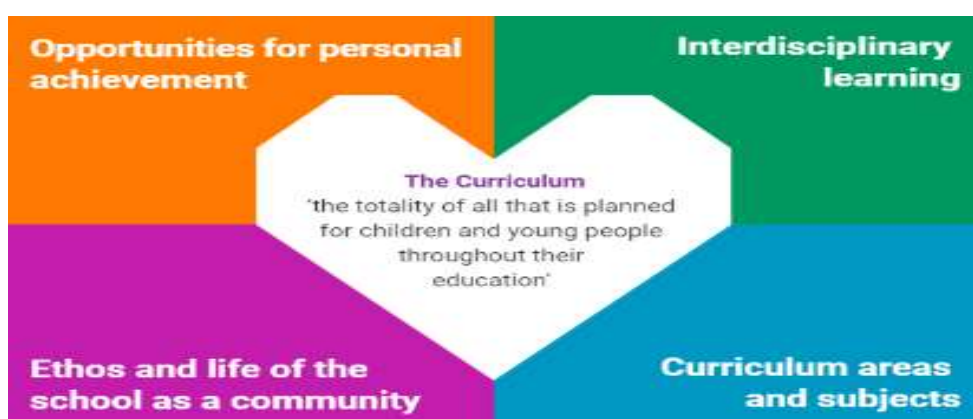 Opportunities for personal
achievement
Interdisciplinary
learning
The Curriculum
'the totality of all that is planned
for children and young people
throughout their
education'
Ethos and life of the
school as a community
Curriculum areas
and subjects